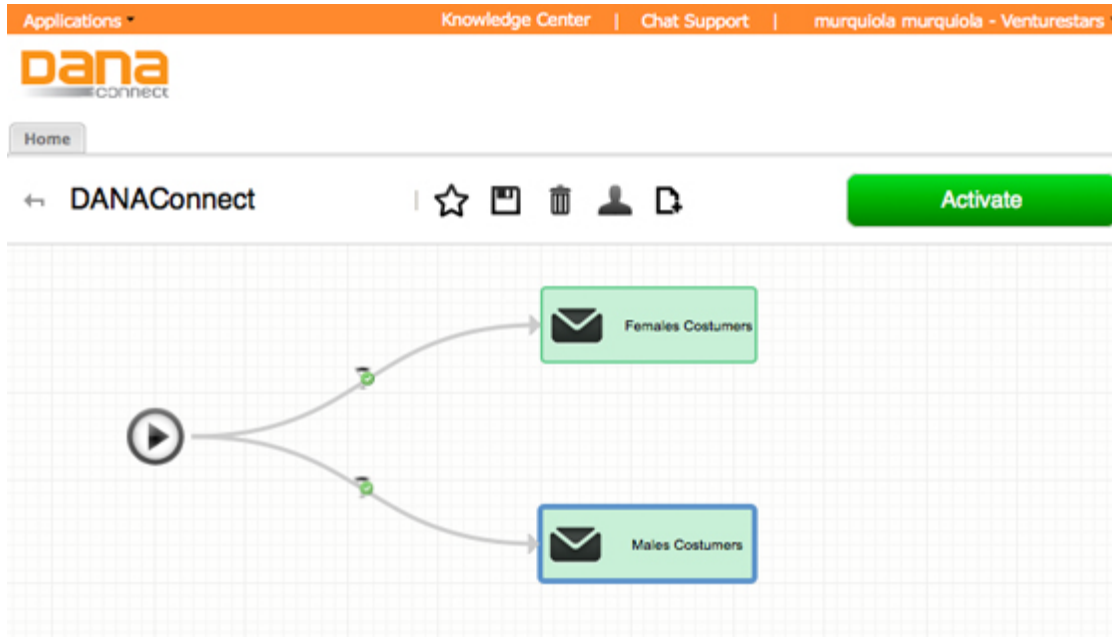 Applications Knowledge Center | Chat Support | murquiola murquiola - Venturestars
Dana
connect
Home
DANAConnect Activate
Females Costumers
Males Costumers